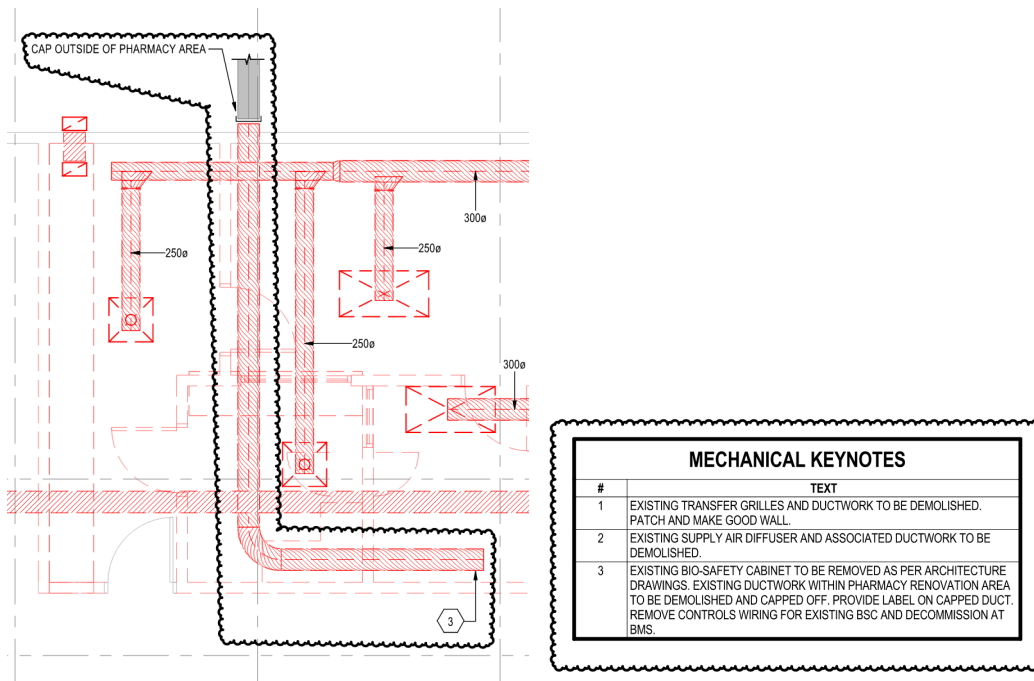 CAP OUTSIDE OF PHARMACY AREA
300ø
250ø
250ø
250ø
300ø
3
MECHANICAL KEYNOTES
# TEXT
1 EXISTING TRANSFER GRILLES AND DUCTWORK TO BE DEMOLISHED.
PATCH AND MAKE GOOD WALL.
2 EXISTING SUPPLY AIR DIFFUSER AND ASSOCIATED DUCTWORK TO BE
DEMOLISHED.
3 EXISTING BIO-SAFETY CABINET TO BE REMOVED AS PER ARCHITECTURE
DRAWINGS. EXISTING DUCTWORK WITHIN PHARMACY RENOVATION AREA
TO BE DEMOLISHED AND CAPPED OFF. PROVIDE LABEL ON CAPPED DUCT.
REMOVE CONTROLS WIRING FOR EXISTING BSC AND DECOMMISSION AT
BMS.